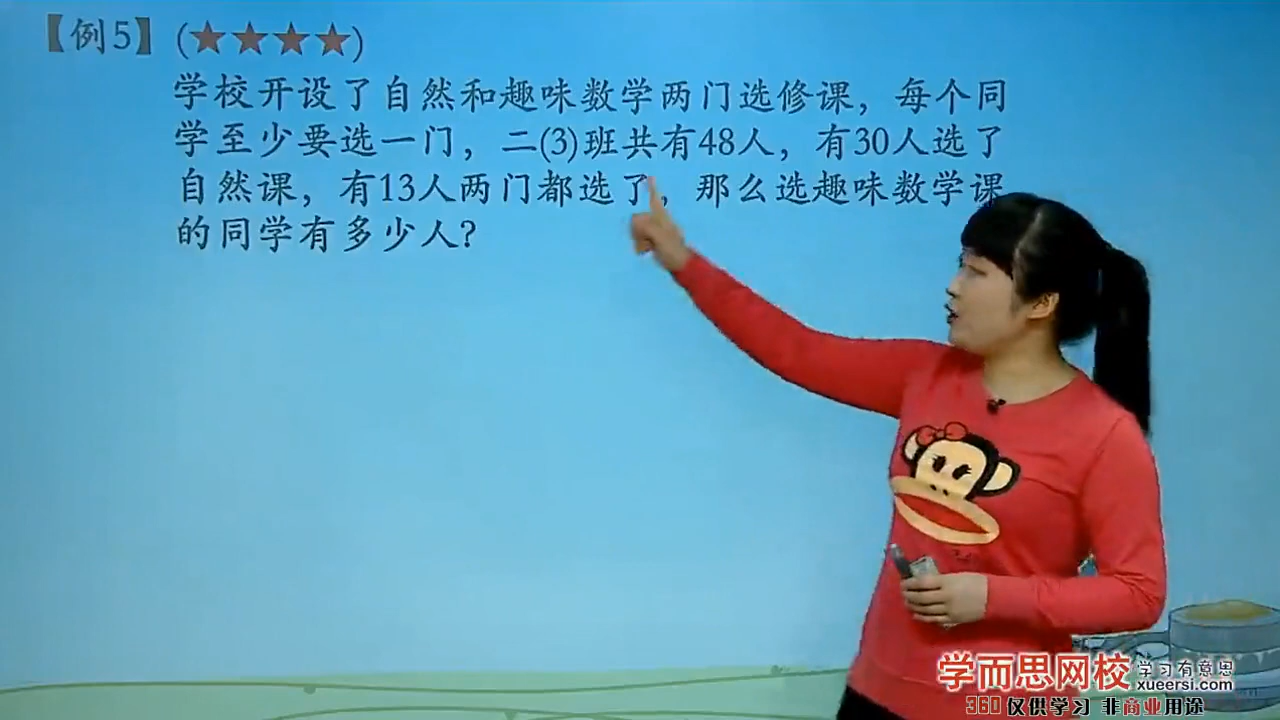 【例5】(★★★★)
学校开设了自然和趣味数学两门选修课，每个同
学至少要选一门，二(3)班共有48人，有30人选了
自然课，有13人两门都选了，那么选趣味数学课
的同学有多少人?
学而思网校 学习有意思
xueersi.com
360仅供学习 非商业用途